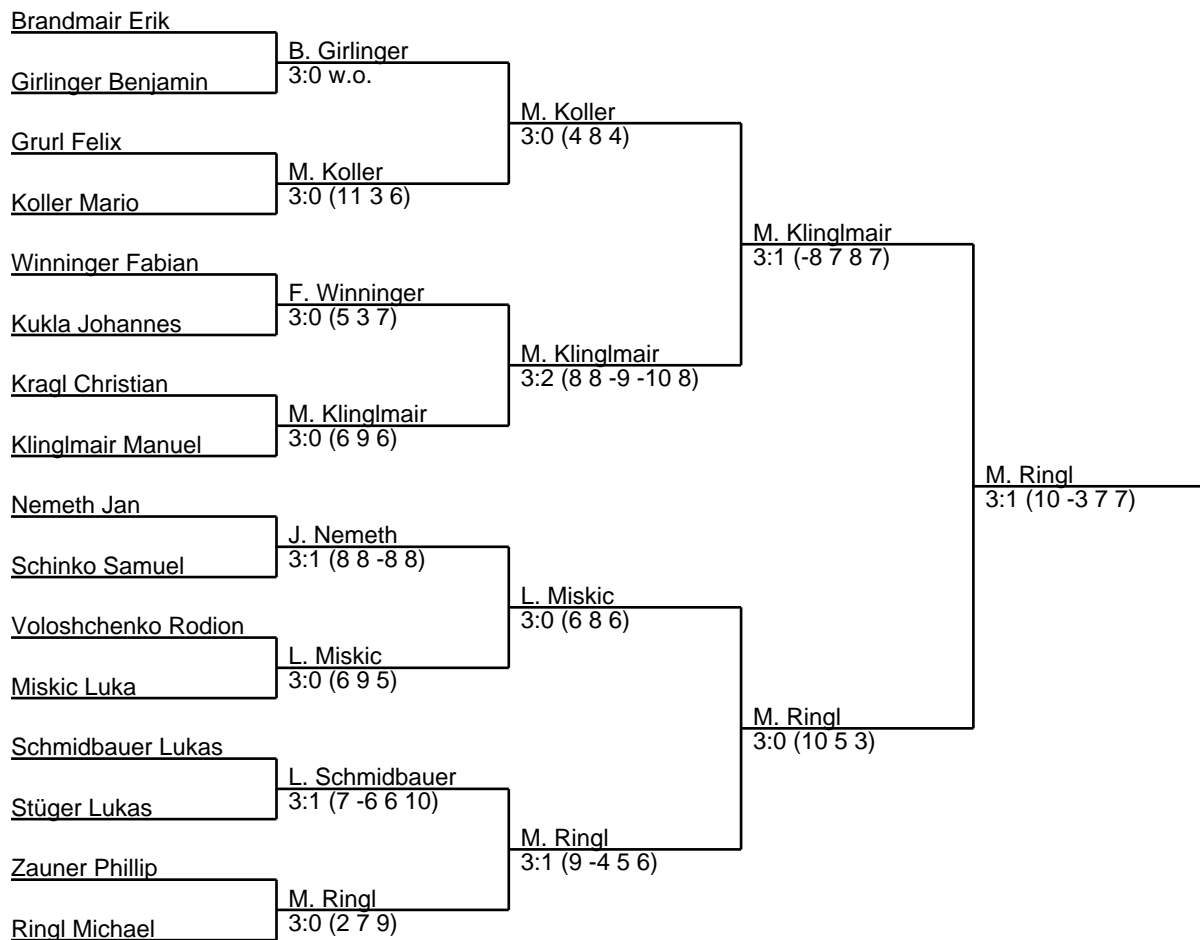 Brandmair Erik
B. Girlinger
3:0 w.o.
Girlinger Benjamin
M. Koller
3:0 (4 8 4)
Grurl Felix
M. Koller
3:0 (11 3 6)
Koller Mario
M. Klinglmair
3:1 (-8 7 8 7)
Winninger Fabian
F. Winninger
3:0 (5 3 7)
Kukla Johannes
M. Klinglmair
3:2 (8 8 -9 -10 8)
Kragl Christian
M. Klinglmair
3:0 (6 9 6)
Klinglmair Manuel
M. Ringl
3:1 (10 -3 7 7)
Nemeth Jan
J. Nemeth
3:1 (8 8 -8 8)
Schinko Samuel
L. Miskic
3:0 (6 8 6)
Voloshchenko Rodion
L. Miskic
3:0 (6 9 5)
Miskic Luka
M. Ringl
3:0 (10 5 3)
Schmidbauer Lukas
L. Schmidbauer
3:1 (7 -6 6 10)
Stüger Lukas
M. Ringl
3:1 (9 -4 5 6)
Zauner Phillip
M. Ringl
3:0 (2 7 9)
Ringl Michael